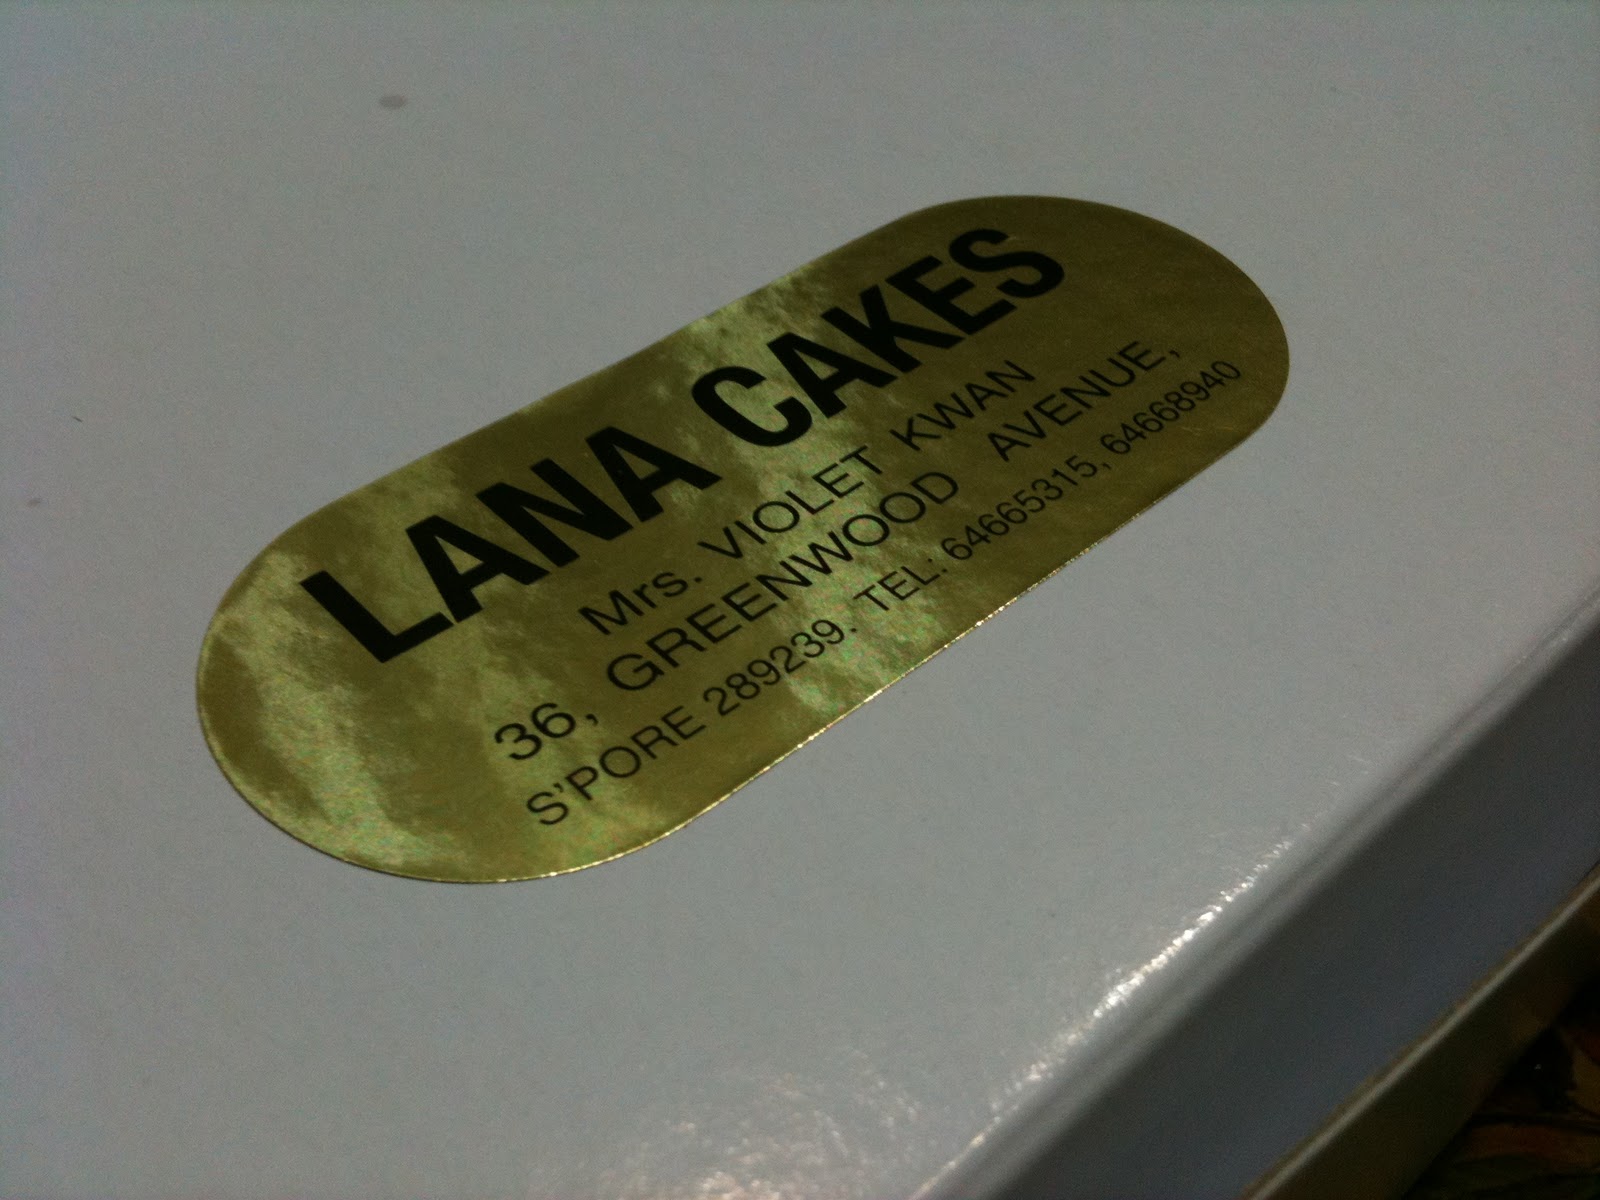 LANA CAKES
Mrs. VIOLET KWAN
36, GREENWOOD AVENUE,
S'PORE 289239. TEL: 64665315, 64668940